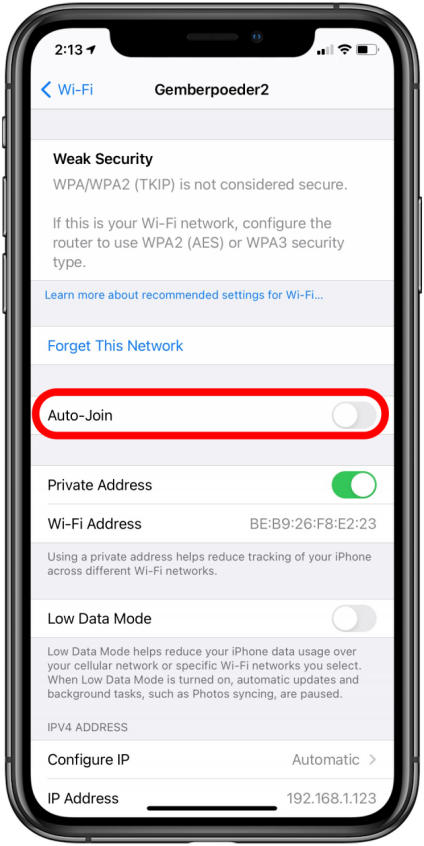 2:13
Wi-Fi
Gemberpoeder2
Weak Security
WPA/WPA2 (TKIP) is not considered secure.
If this is your Wi-Fi network, configure the
router to use WPA2 (AES) or WPA3 security
type.
Learn more about recommended settings for Wi-Fi...
Forget This Network
Auto-Join
Private Address
Wi-Fi Address BE:B9:26:F8:E2:23
Using a private address helps reduce tracking of your iPhone
across different Wi-Fi networks.
Low Data Mode
Low Data Mode helps reduce your iPhone data usage over
your cellular network or specific Wi-Fi networks you select.
When Low Data Mode is turned on, automatic updates and
background tasks, such as Photos syncing, are paused.
IPV4 ADDRESS
Configure IP Automatic
IP Address 192.168.1.123